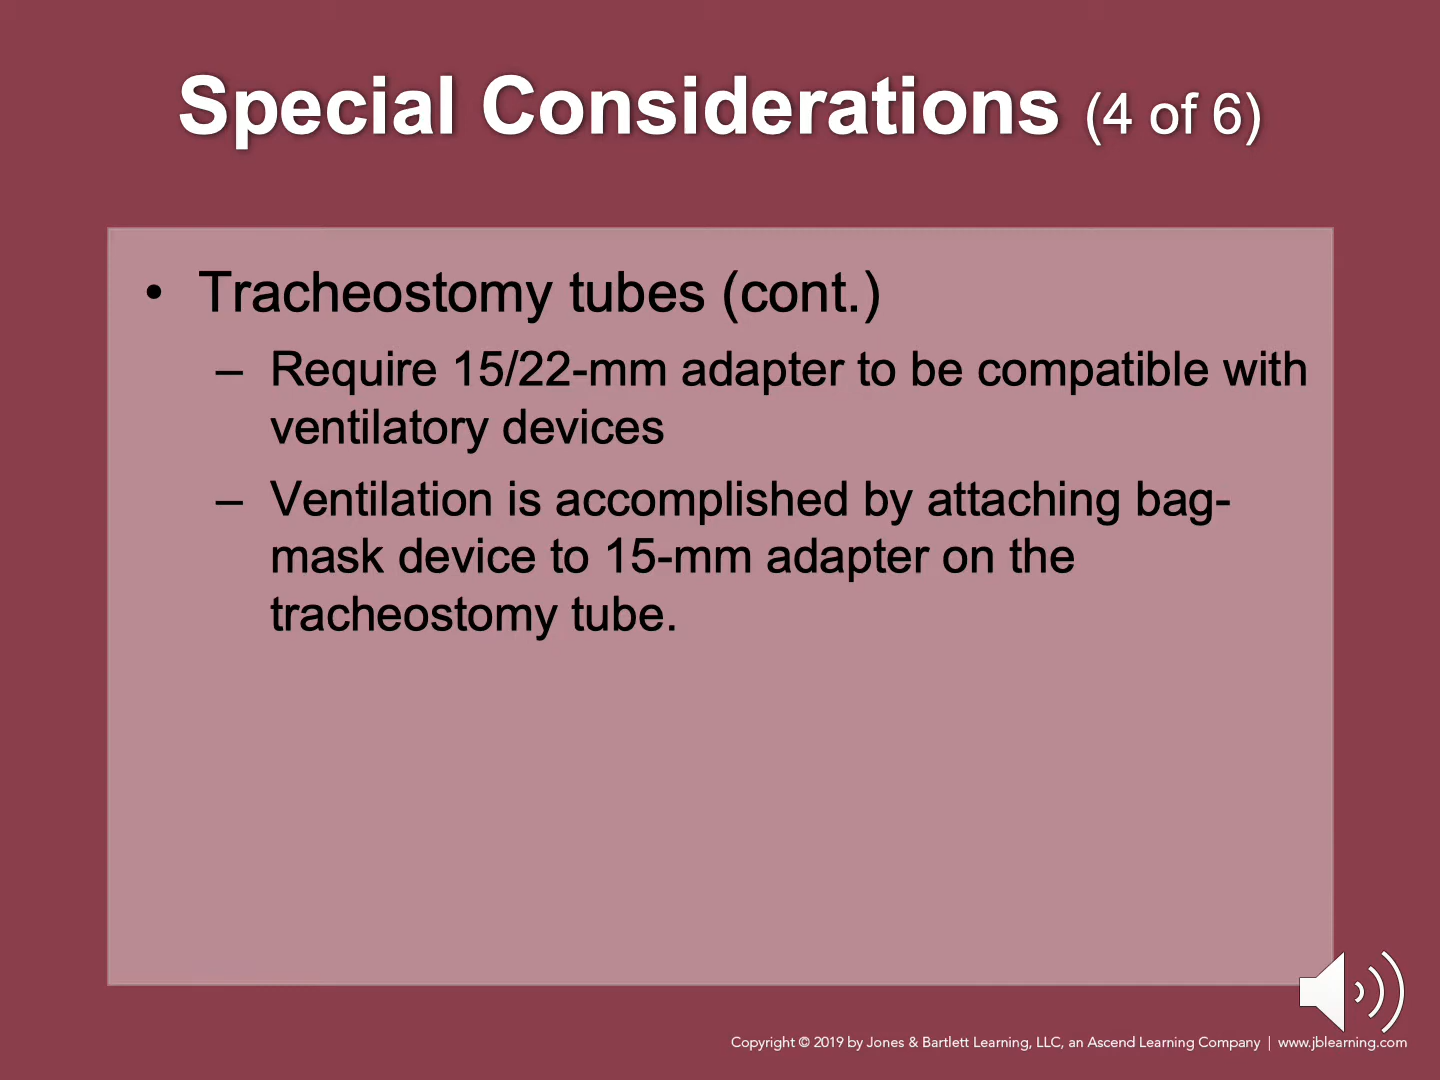 Special Considerations (4 of 6)
• Tracheostomy tubes (cont.)
– Require 15/22-mm adapter to be compatible with
ventilatory devices
– Ventilation is accomplished by attaching bag-
mask device to 15-mm adapter on the
tracheostomy tube.
Copyright © 2019 by Jones & Bartlett Learning, LLC, an Ascend Learning Company | www.jblearning.com